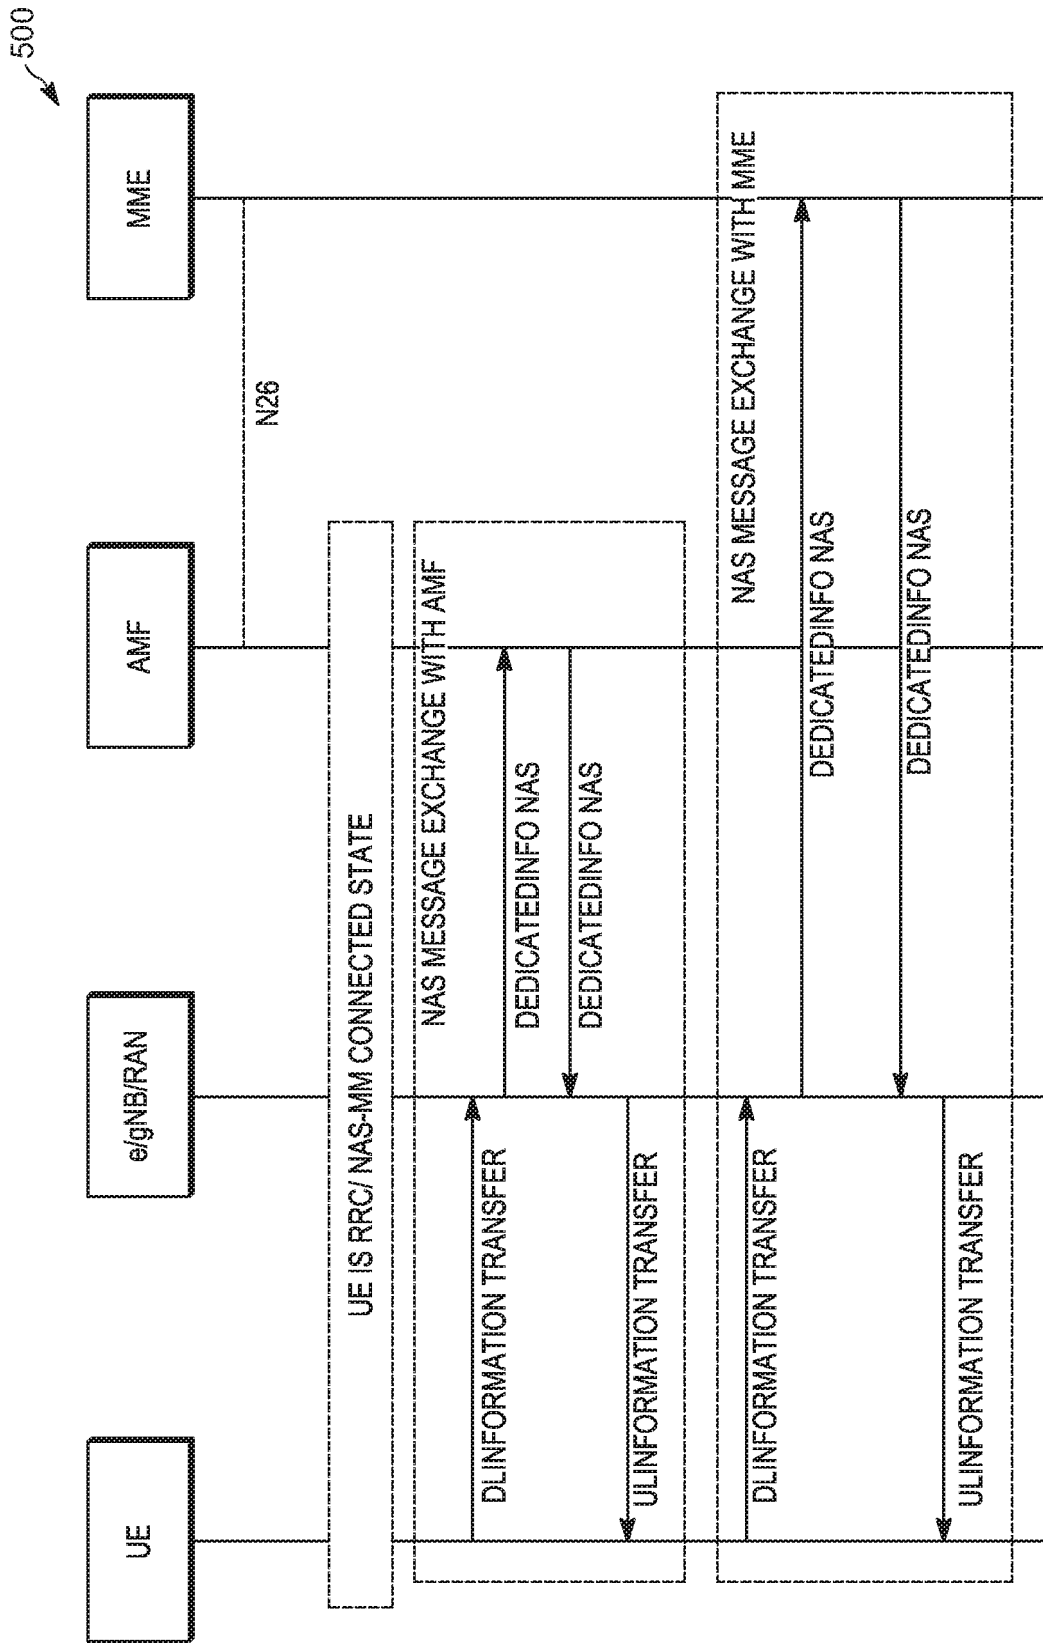 500
UE
e/gNB/RAN
AMF
MME
N26
UE IS RRC/ NAS-MM CONNECTED STATE
NAS MESSAGE EXCHANGE WITH AMF
DLINFORMATION TRANSFER
DEDICATEDINFO NAS
DEDICATEDINFO NAS
ULINFORMATION TRANSFER
NAS MESSAGE EXCHANGE WITH MME
DLINFORMATION TRANSFER
DEDICATEDINFO NAS
DEDICATEDINFO NAS
ULINFORMATION TRANSFER